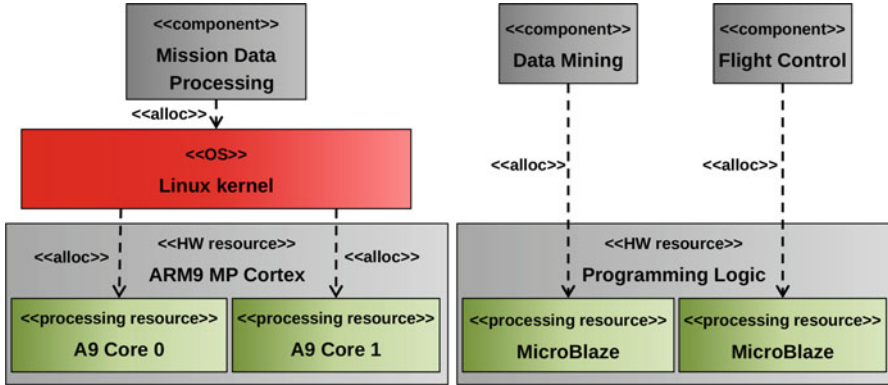 <<component>>
Mission Data
Processing
<<component>>
Data Mining
<<component>>
Flight Control
<<alloc>>
<<OS>>
Linux kernel
<<alloc>>
<<alloc>>
<<HW resource>>
<<alloc>>
<<alloc>>
ARM9 MP Cortex
<<HW resource>>
Programming Logic
<<processing resource>>
A9 Core 0
<<processing resource>>
A9 Core 1
<<processing resource>>
MicroBlaze
<<processing resource>>
MicroBlaze